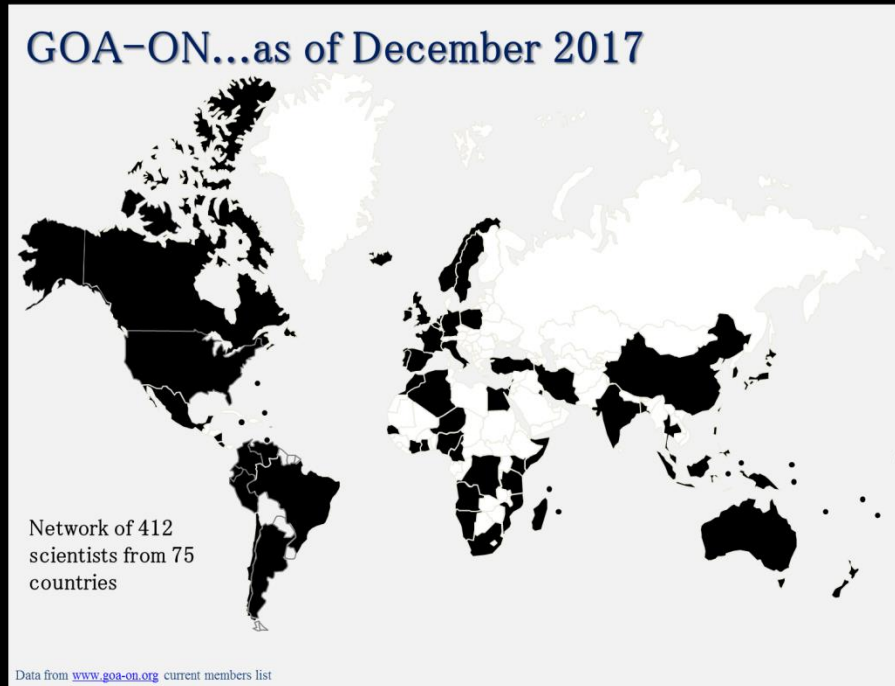 GOA-ON...as of December 2017
Network of 412
scientists from 75
countries
Data from www.goa-on.org current members list